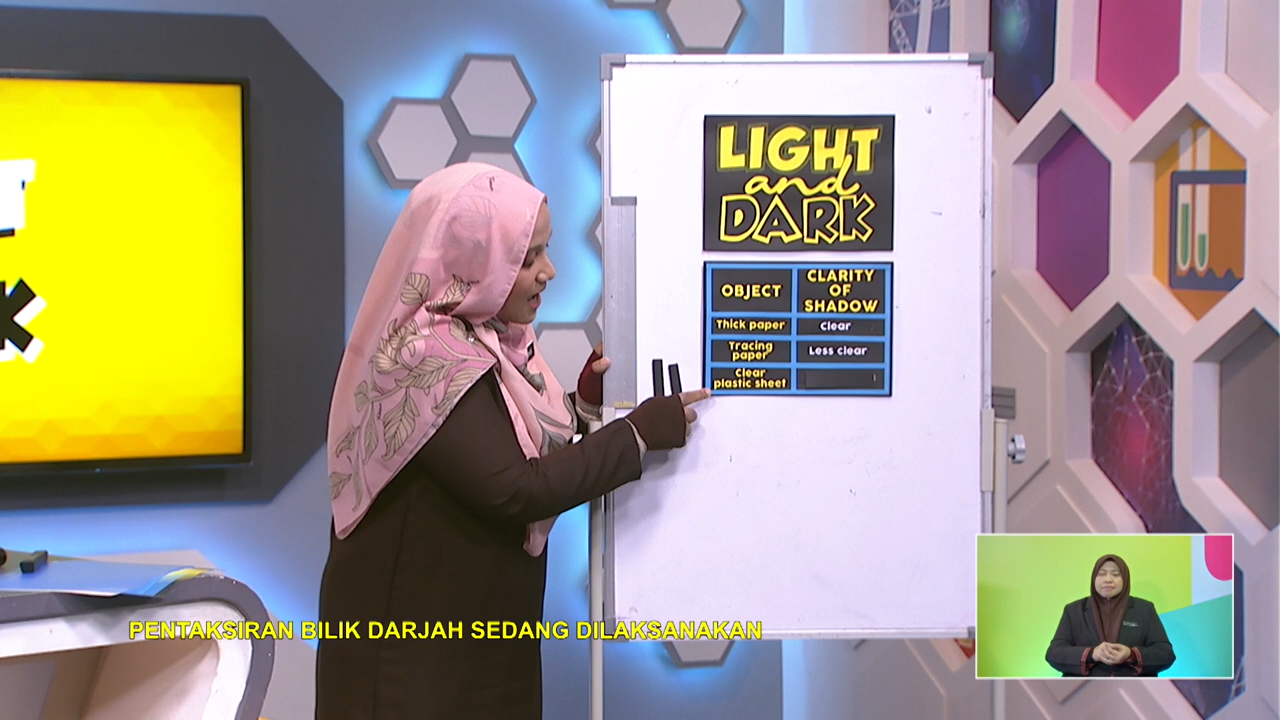 LIGHT
and
DARK
OBJECT
CLARITY
OF
SHADOW
Thick paper
Clear
Tracing
paper
Less clear
Clear
plastic sheet
PENTAKSIRAN BILIK DARJAH SEDANG DILAKSANAKAN